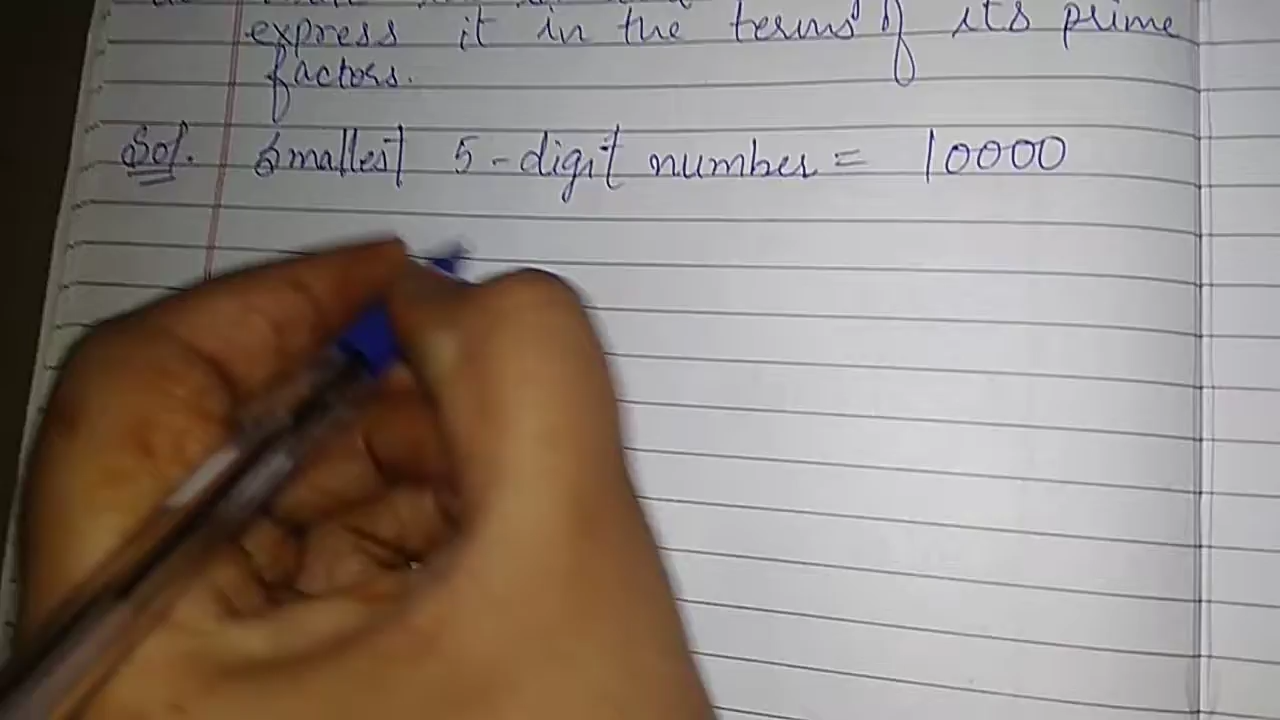 express it in the terms of its prime
factors.
Sol. Smallest 5-digit number = 10000